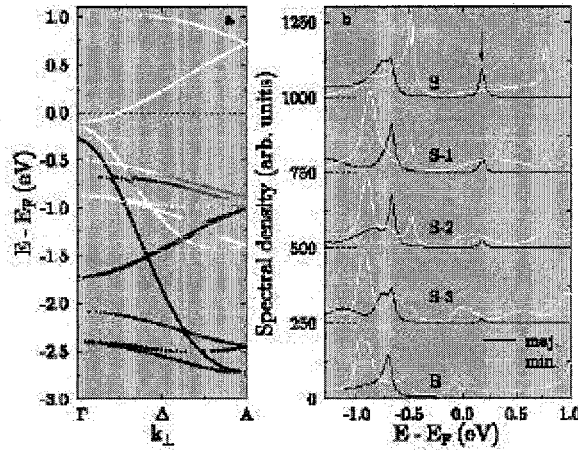 a
1.0
0.5
0.0
-0.5
-1.0
-1.5
-2.0
-2.5
-3.0
E - E_F (eV)
Γ
Δ
A
k_⊥
b
1250
1000
750
500
250
0
Spectral density (arb. units)
S
S-1
S-2
S-3
B
maj.
min.
-1.0
-0.5
0.0
0.5
1.0
E - E_F (eV)